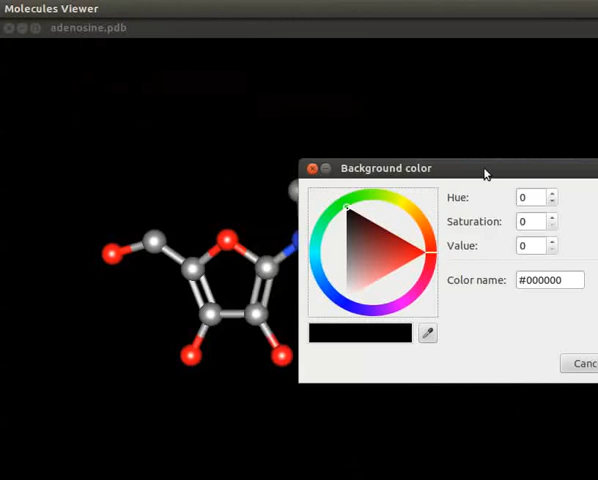 Molecules Viewer
adenosine.pdb
Background color
Hue: 0
Saturation: 0
Value: 0
Color name: #000000
Canc